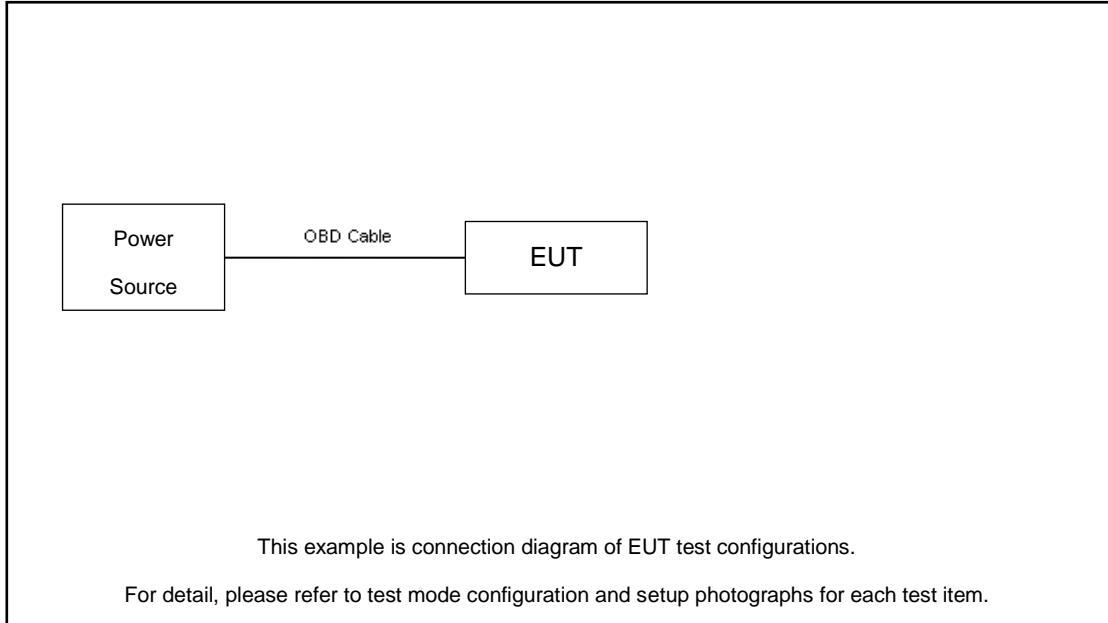 Power
Source
OBD Cable
EUT
This example is connection diagram of EUT test configurations.
For detail, please refer to test mode configuration and setup photographs for each test item.